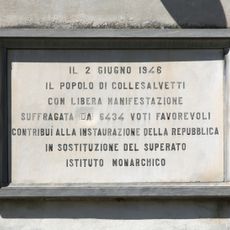 IL 2 GIUGNO 1946
IL POPOLO DI COLLESALVETTI
CON LIBERA MANIFESTAZIONE
SUFFRAGATA DA 6434 VOTI FAVOREVOLI
CONTRIBUÌ ALLA INSTAURAZIONE DELLA REPUBBLICA
IN SOSTITUZIONE DEL SUPERATO
ISTITUTO MONARCHICO